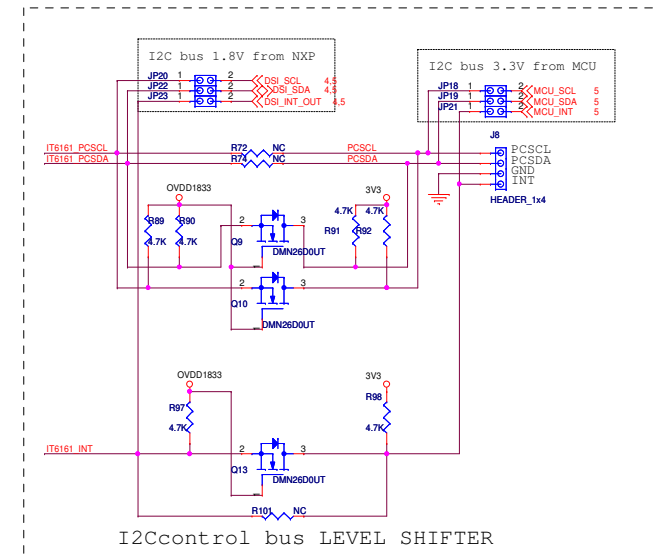 I2C bus 1.8V from NXP
JP20 1 2 DSI_SCL 4,5
JP22 1 2 DSI_SDA 4,5
JP23 1 2 DSI_INT_OUT 4,5
I2C bus 3.3V from MCU
JP18 1 2 MCU_SCL 5
JP19 1 2 MCU_SDA 5
JP21 1 2 MCU_INT 5
IT6161_PCSCL R72 NC PCSCL
IT6161_PCSDA R74 NC PCSDA
J8
PCSCL
PCSDA
GND
INT
HEADER_1x4
OVDD1833 3V3
R89 R90 2 3 4.7K 4.7K
4.7K 4.7K Q9 R91 R92
DMN26D0UT
1
2 3
Q10
DMN26D0UT
1
OVDD1833 3V3
R97 R98
4.7K 4.7K
IT6161_INT 2 3
Q13
DMN26D0UT
1
R101 NC
I2Ccontrol bus LEVEL SHIFTER